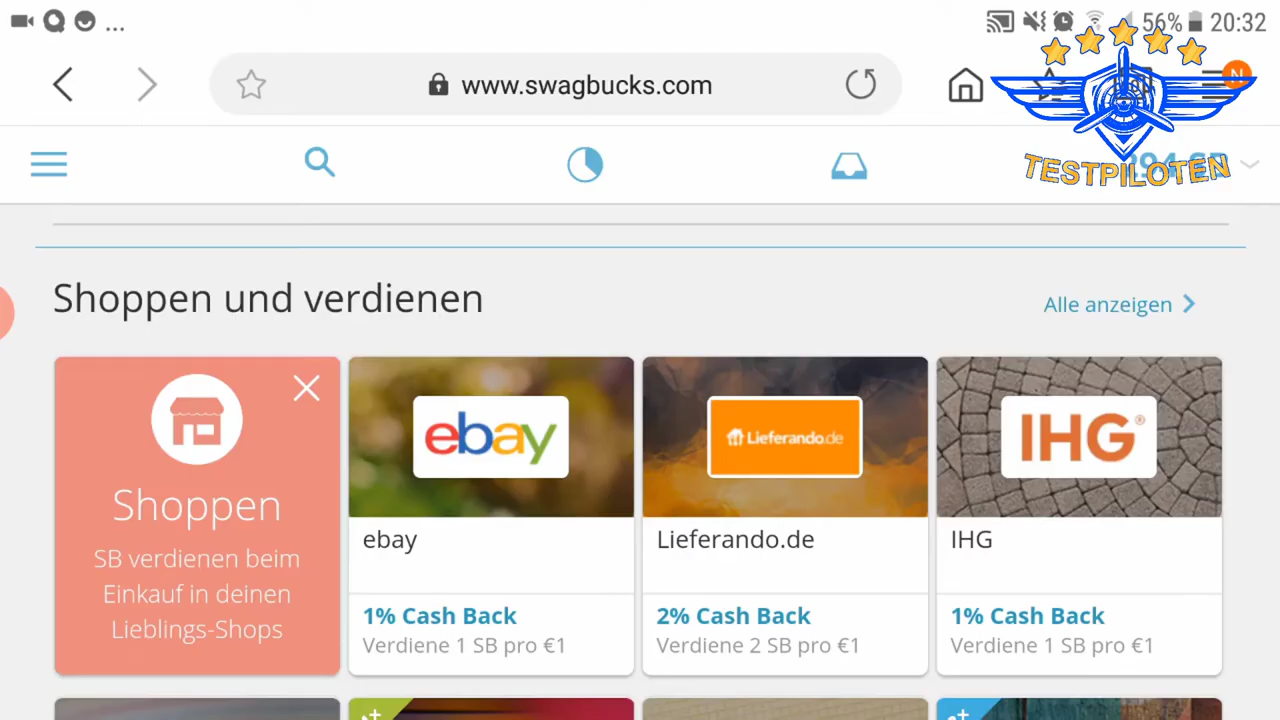 ...
56% 20:32
www.swagbucks.com
N
TESTPILOTEN
Shoppen und verdienen
Alle anzeigen
Shoppen
SB verdienen beim
Einkauf in deinen
Lieblings-Shops
ebay
ebay
1% Cash Back
Verdiene 1 SB pro €1
Lieferando.de
Lieferando.de
2% Cash Back
Verdiene 2 SB pro €1
IHG®
IHG
1% Cash Back
Verdiene 1 SB pro €1